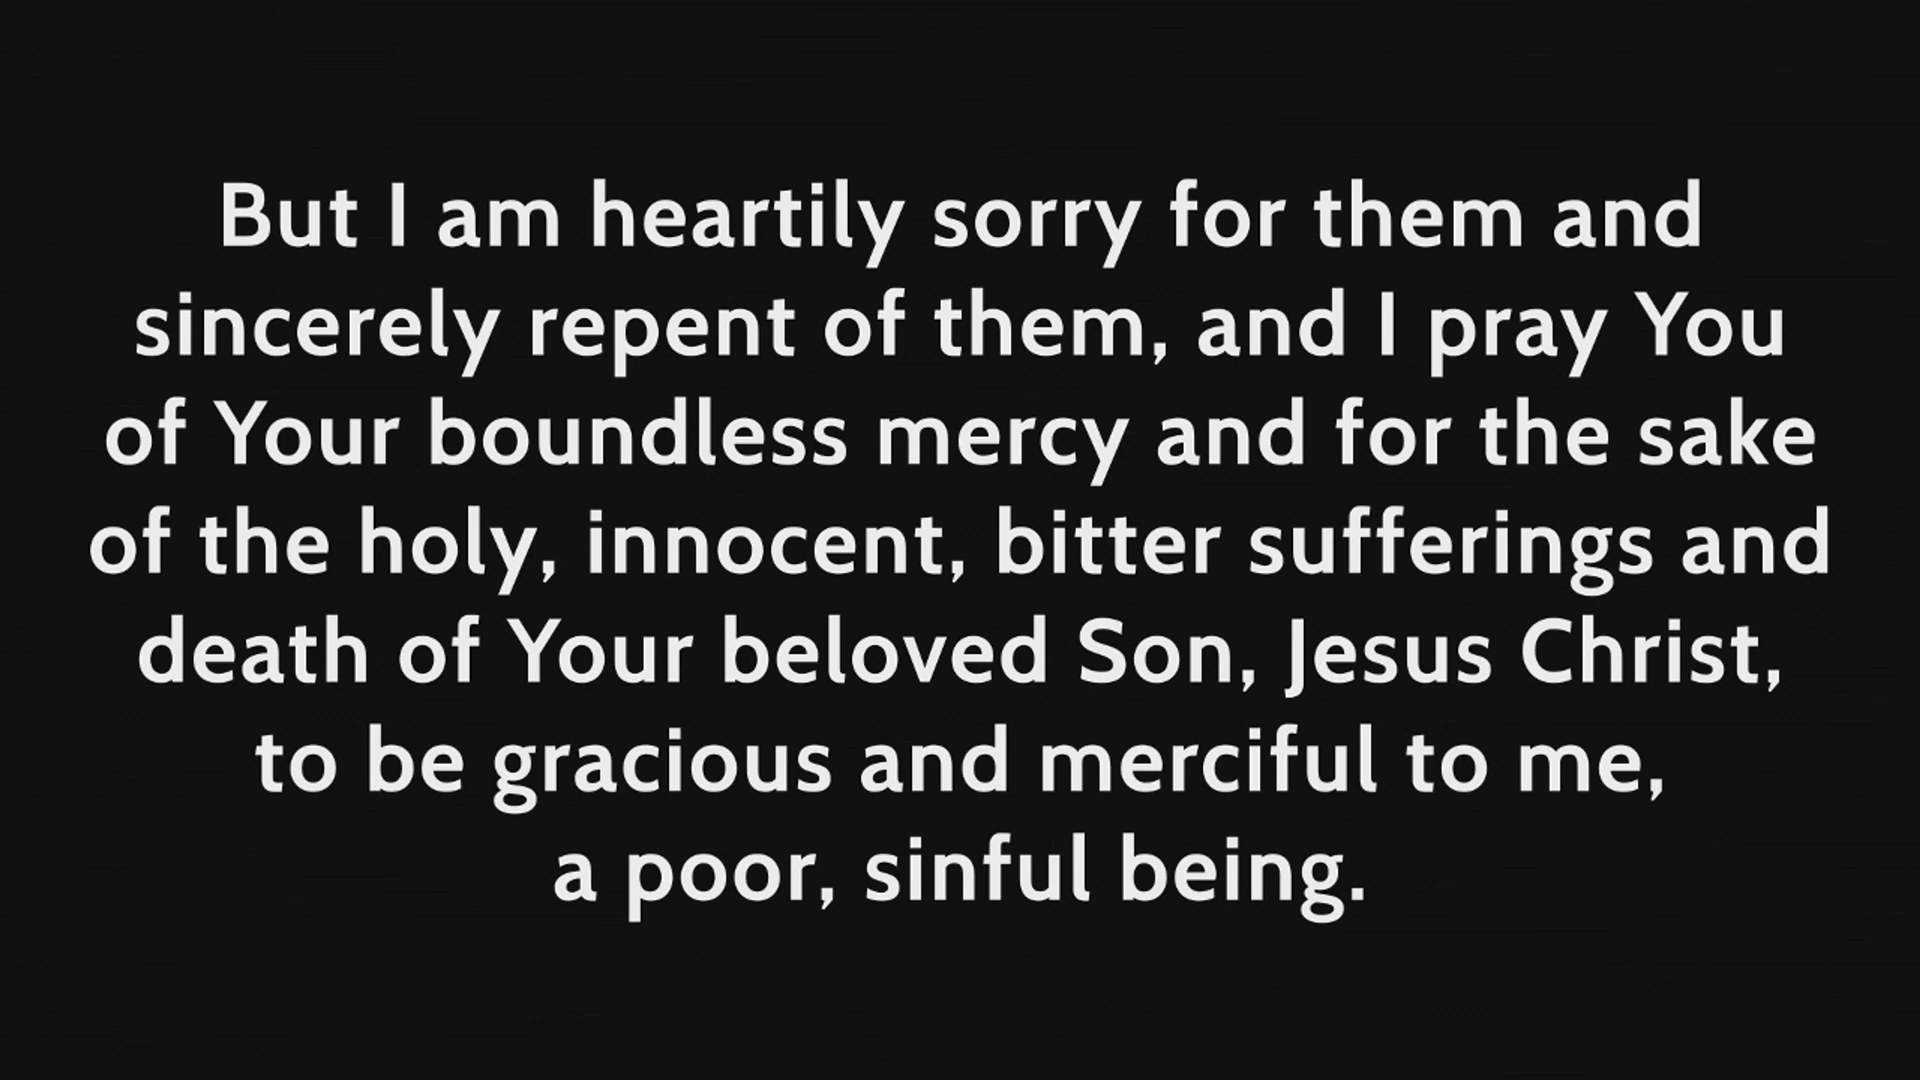 But I am heartily sorry for them and
sincerely repent of them, and I pray You
of Your boundless mercy and for the sake
of the holy, innocent, bitter sufferings and
death of Your beloved Son, Jesus Christ,
to be gracious and merciful to me,
a poor, sinful being.